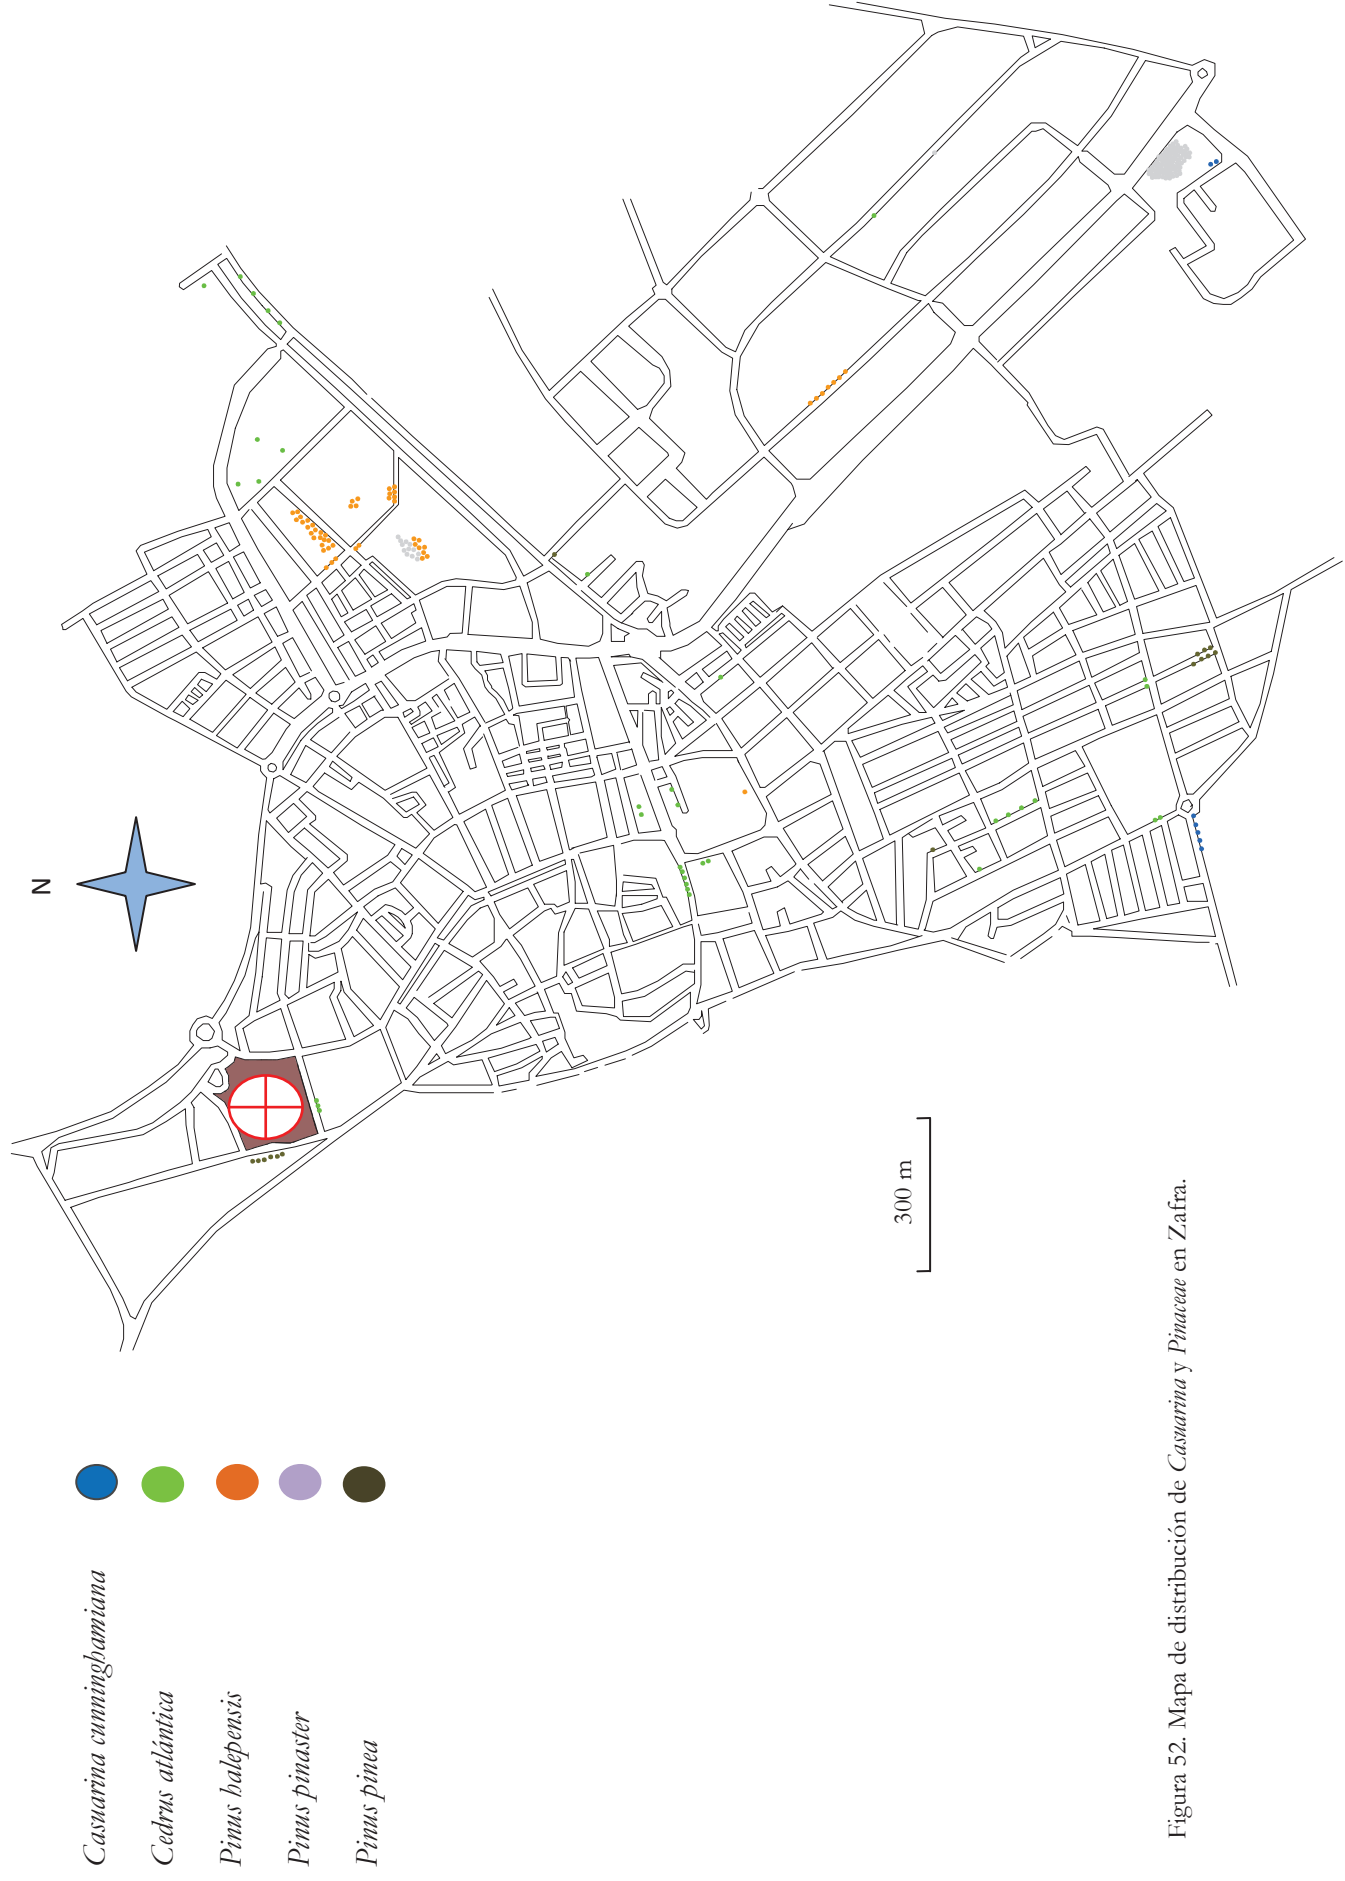 N
Casuarina cunninghamiana
Cedrus atlántica
Pinus halepensis
Pinus pinaster
Pinus pinea
300 m
Figura 52. Mapa de distribución de Casuarina y Pinaceae en Zafra.